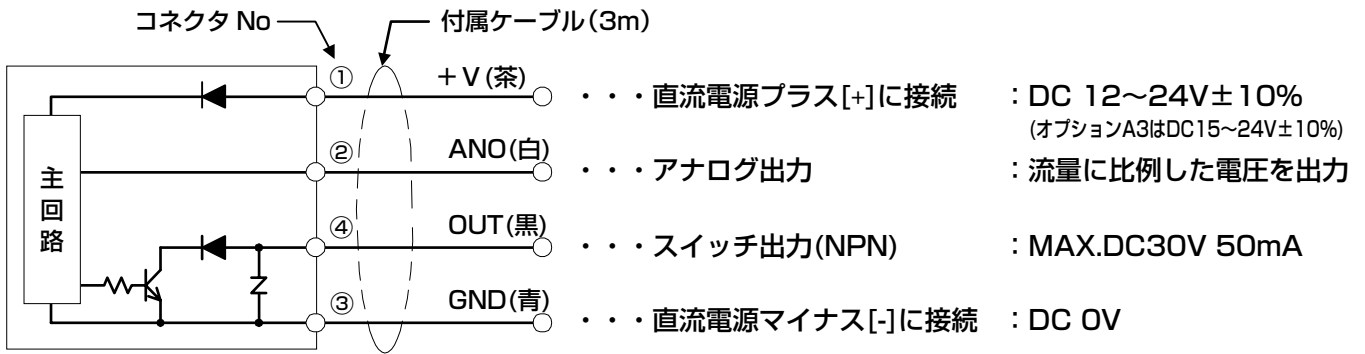 コネクタ No
付属ケーブル(3m)
① +V(茶) ・・・直流電源プラス[+]に接続 :DC 12～24V±10%
(オプションA3はDC15～24V±10%)
② ANO(白) ・・・アナログ出力 :流量に比例した電圧を出力
主回路
④ OUT(黒) ・・・スイッチ出力(NPN) :MAX.DC30V 50mA
③ GND(青) ・・・直流電源マイナス[-]に接続 :DC 0V